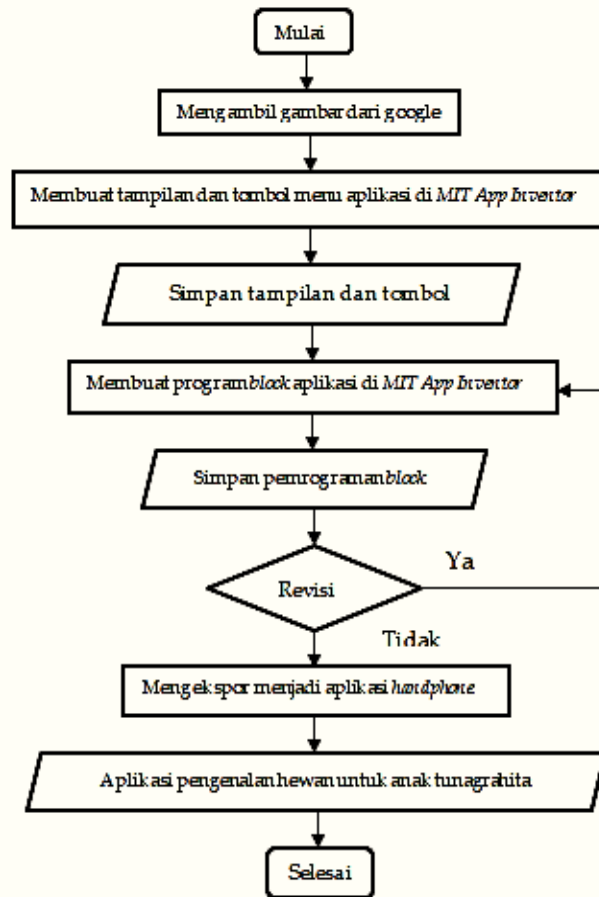 Mulai
Mengambil gambar dari google
Membuat tampilan dan tombol menu aplikasi di MIT App Inventor
Simpan tampilan dan tombol
Membuat program block aplikasi di MIT App Inventor
Simpan pemrograman block
Revisi
Ya
Tidak
Mengekspor menjadi aplikasi handphone
Aplikasi pengenalan hewan untuk anak tunagrahita
Selesai